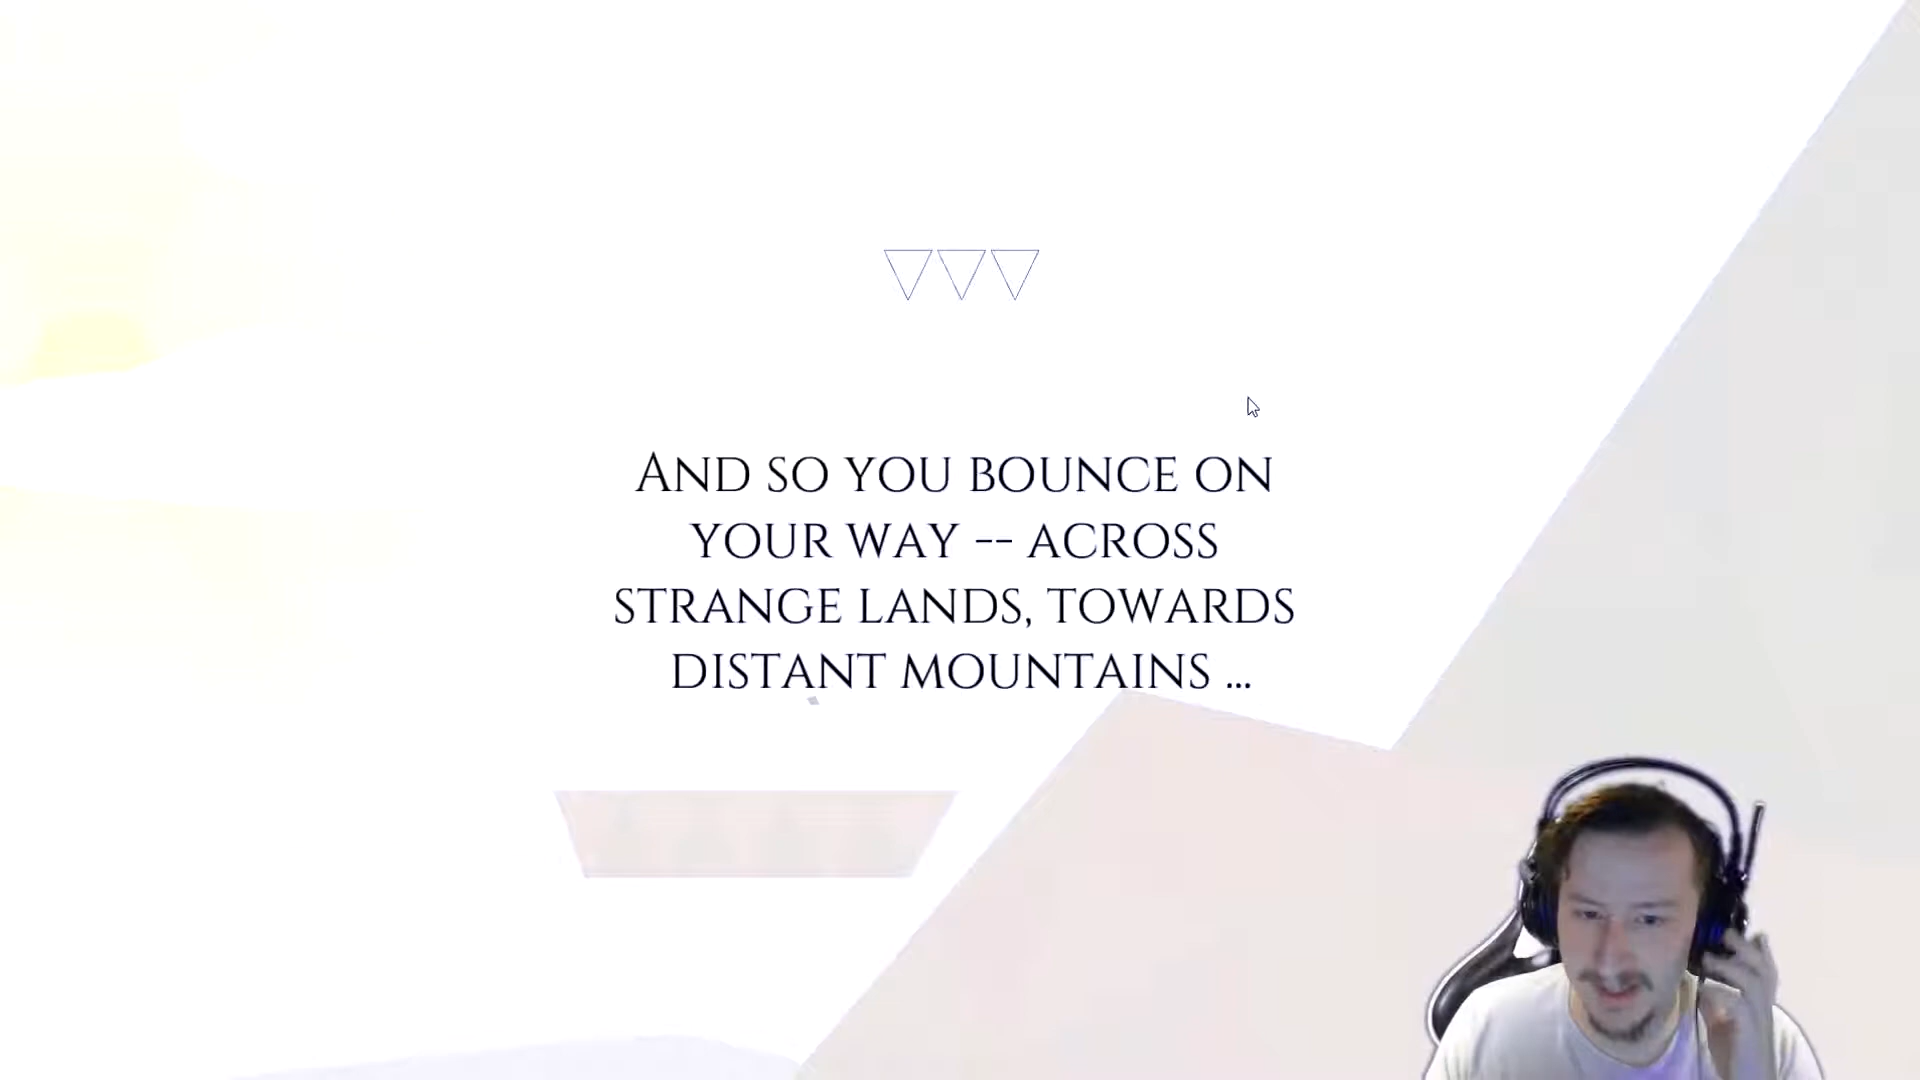 And so you bounce on
your way -- across
strange lands, towards
distant mountains ...